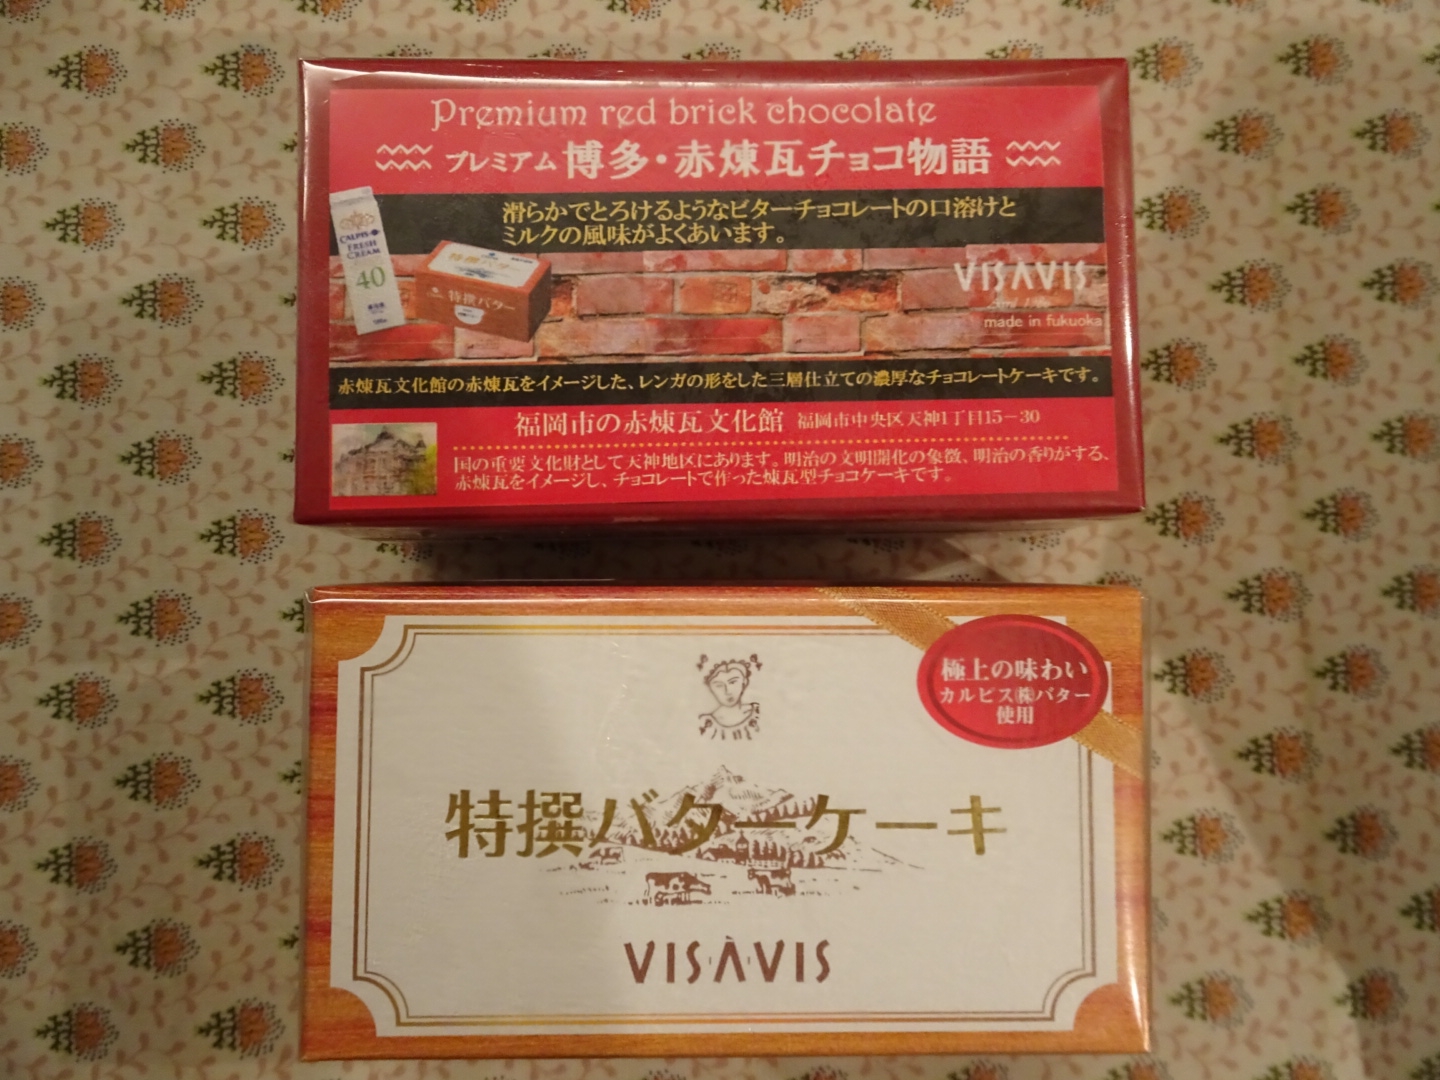 Premium red brick chocolate
プレミアム 博多・赤煉瓦チョコ物語
滑らかでとろけるようなビターチョコレートの口溶けと
ミルクの風味がよくあいます。
CALPIS
FRESH
CREAM
40
特撰バター
特撰バター
VISAVIS
made in fukuoka
赤煉瓦文化館の赤煉瓦をイメージした、レンガの形をした三層仕立ての濃厚なチョコレートケーキです。
福岡市の赤煉瓦文化館 福岡市中央区天神1丁目15-30
国の重要文化財として天神地区にあります。明治の文明開化の象徴、明治の香りがする、
赤煉瓦をイメージし、チョコレートで作った煉瓦型チョコケーキです。
極上の味わい
カルピス㈱バター
使用
特撰バターケーキ
VIS·À·VIS